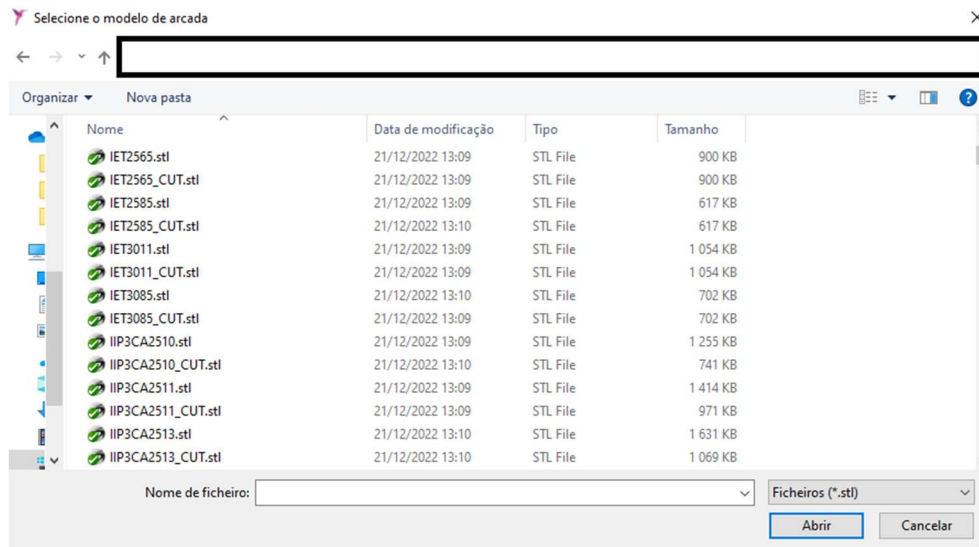 Selecione o modelo de arcada
Organizar Nova pasta
Nome Data de modificação Tipo Tamanho
IET2565.stl 21/12/2022 13:09 STL File 900 KB
IET2565_CUT.stl 21/12/2022 13:09 STL File 900 KB
IET2585.stl 21/12/2022 13:09 STL File 617 KB
IET2585_CUT.stl 21/12/2022 13:10 STL File 617 KB
IET3011.stl 21/12/2022 13:09 STL File 1 054 KB
IET3011_CUT.stl 21/12/2022 13:09 STL File 1 054 KB
IET3085.stl 21/12/2022 13:10 STL File 702 KB
IET3085_CUT.stl 21/12/2022 13:09 STL File 702 KB
IIP3CA2510.stl 21/12/2022 13:09 STL File 1 255 KB
IIP3CA2510_CUT.stl 21/12/2022 13:10 STL File 741 KB
IIP3CA2511.stl 21/12/2022 13:09 STL File 1 414 KB
IIP3CA2511_CUT.stl 21/12/2022 13:09 STL File 971 KB
IIP3CA2513.stl 21/12/2022 13:10 STL File 1 631 KB
IIP3CA2513_CUT.stl 21/12/2022 13:10 STL File 1 069 KB
Nome de ficheiro: Ficheiros (*.stl)
Abrir Cancelar